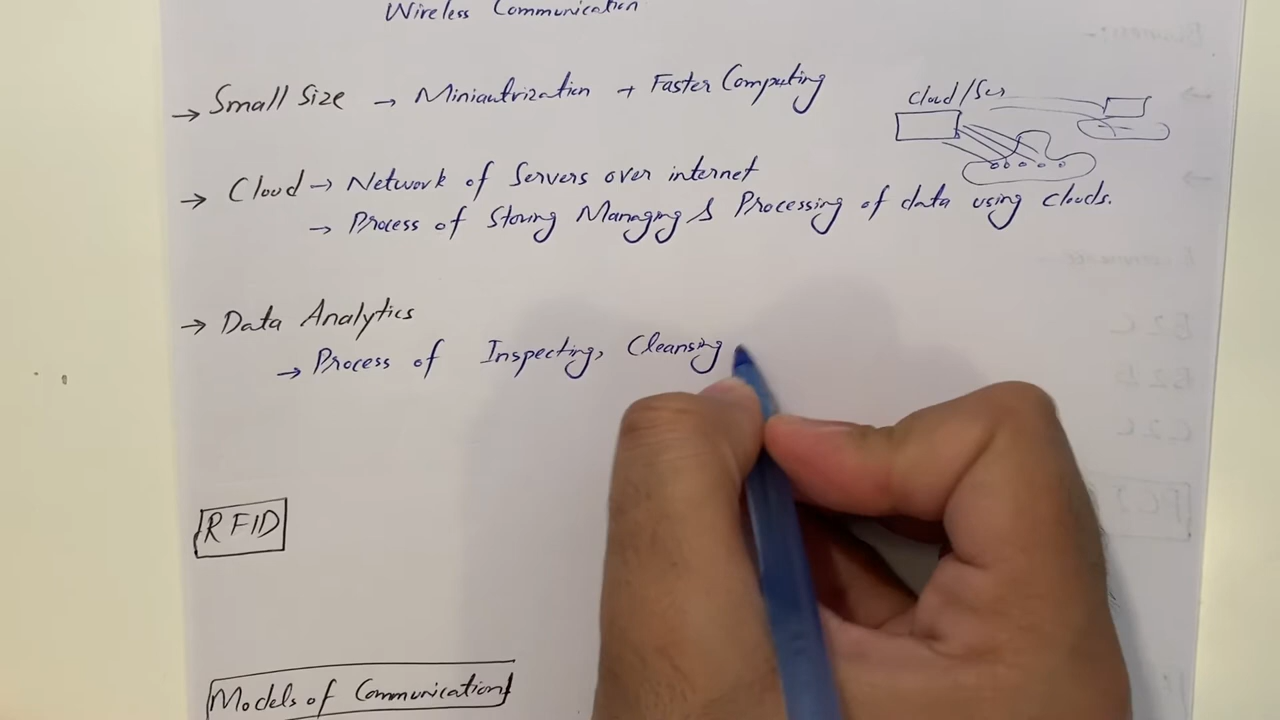 Wireless Communication
→ Small Size → Miniautrization + Faster Computing
Cloud/Ser
→ Cloud → Network of Servers over internet
→ Process of Storing Managing & Processing of data using clouds.
→ Data Analytics
→ Process of Inspecting, Cleansing
RFID
Models of Communication